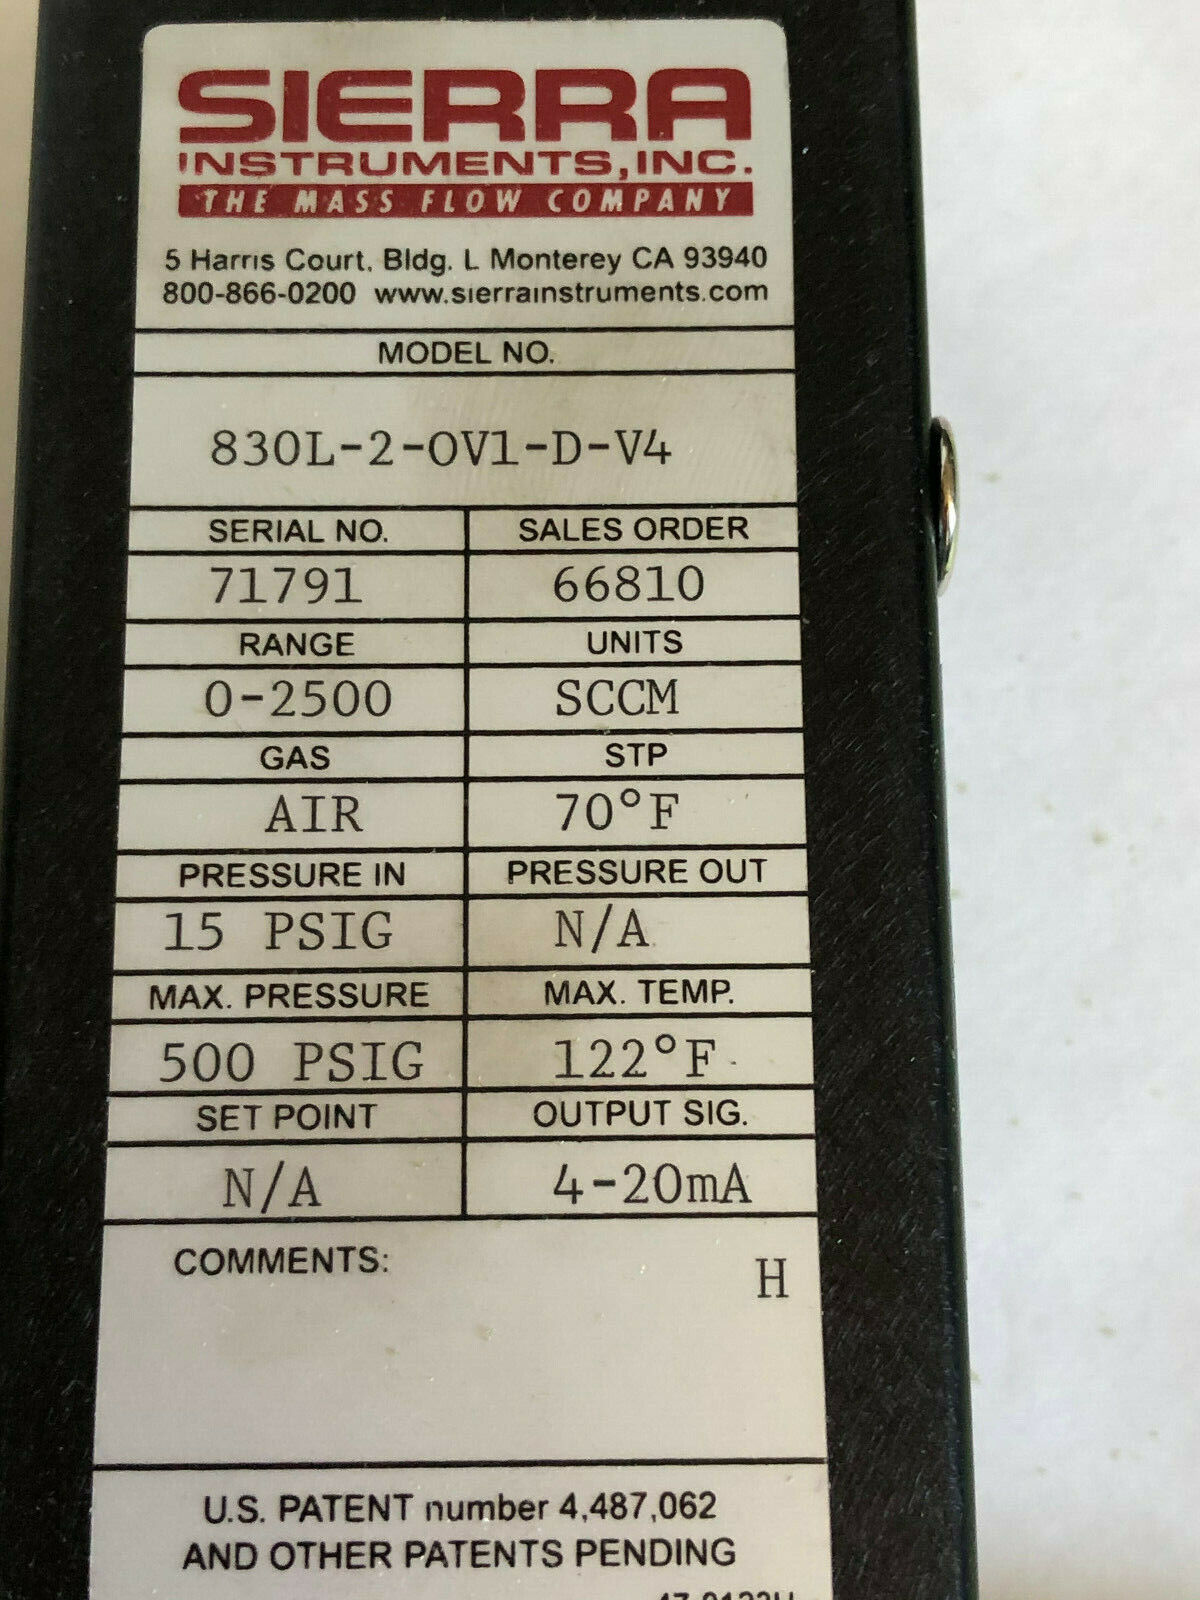 SIERRA
INSTRUMENTS, INC.
THE MASS FLOW COMPANY
5 Harris Court, Bldg. L Monterey CA 93940
800-866-0200 www.sierrainstruments.com
MODEL NO.
830L-2-OV1-D-V4
SERIAL NO. SALES ORDER
71791 66810
RANGE UNITS
0-2500 SCCM
GAS STP
AIR 70°F
PRESSURE IN PRESSURE OUT
15 PSIG N/A
MAX. PRESSURE MAX. TEMP.
500 PSIG 122°F
SET POINT OUTPUT SIG.
N/A 4-20mA
COMMENTS: H
U.S. PATENT number 4,487,062
AND OTHER PATENTS PENDING